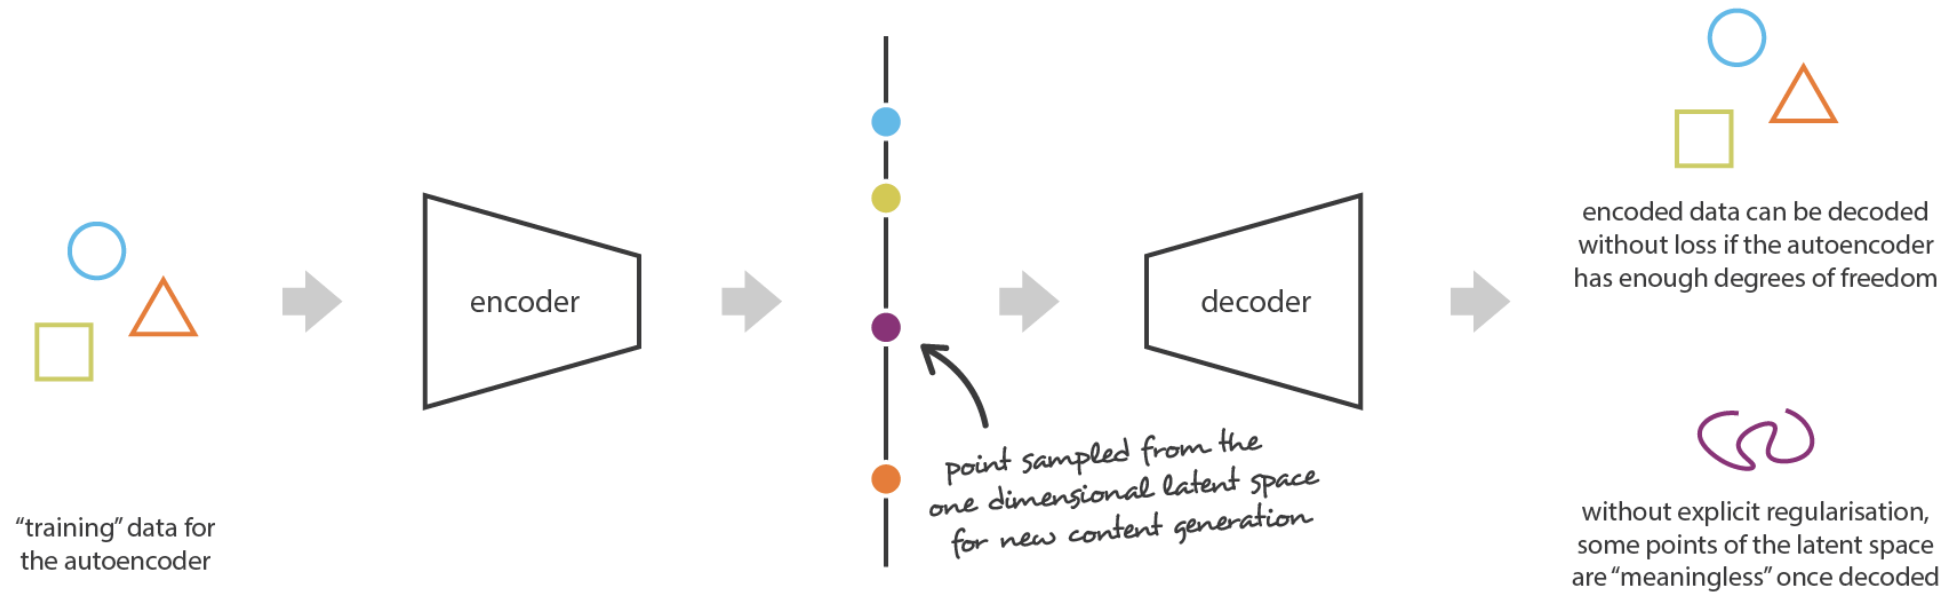 "training" data for
the autoencoder
encoder
point sampled from the
one dimensional latent space
for new content generation
decoder
encoded data can be decoded
without loss if the autoencoder
has enough degrees of freedom
without explicit regularisation,
some points of the latent space
are "meaningless" once decoded